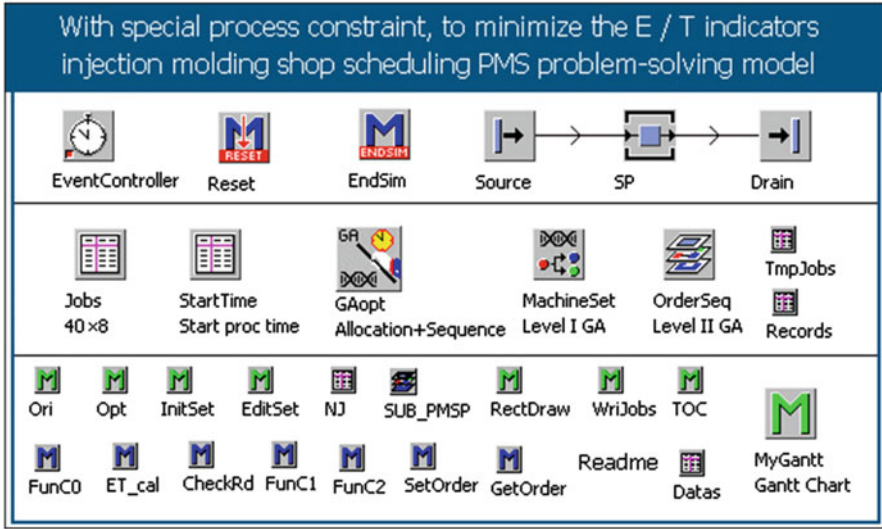 With special process constraint, to minimize the E / T indicators
injection molding shop scheduling PMS problem-solving model
RESET
ENDSIM
EventController Reset EndSim Source SP Drain
GA
TmpJobs
Jobs StartTime GAopt MachineSet OrderSeq
40×8 Start proc time Allocation+Sequence Level I GA Level II GA Records
Ori Opt InitSet EditSet NJ SUB_PMSP RectDraw WriJobs TOC
Readme MyGantt
FunC0 ET_cal CheckRd FunC1 FunC2 SetOrder GetOrder Datas Gantt Chart